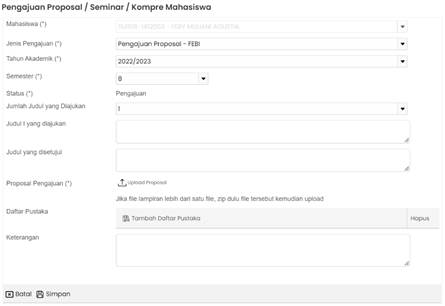 Pengajuan Proposal / Seminar / Kompre Mahasiswa
Mahasiswa (*)
Jenis Pengajuan (*) Pengajuan Proposal - FEBI
Tahun Akademik (*) 2022/2023
Semester (*) 8
Status (*) Pengajuan
Jumlah Judul yang Diajukan 1
Judul I yang diajukan
Judul yang disetujui
Proposal Pengajuan (*) Upload Proposal
Jika file lampiran lebih dari satu file, zip dulu file tersebut kemudian upload
Daftar Pustaka Tambah Daftar Pustaka Hapus
Keterangan
Batal Simpan